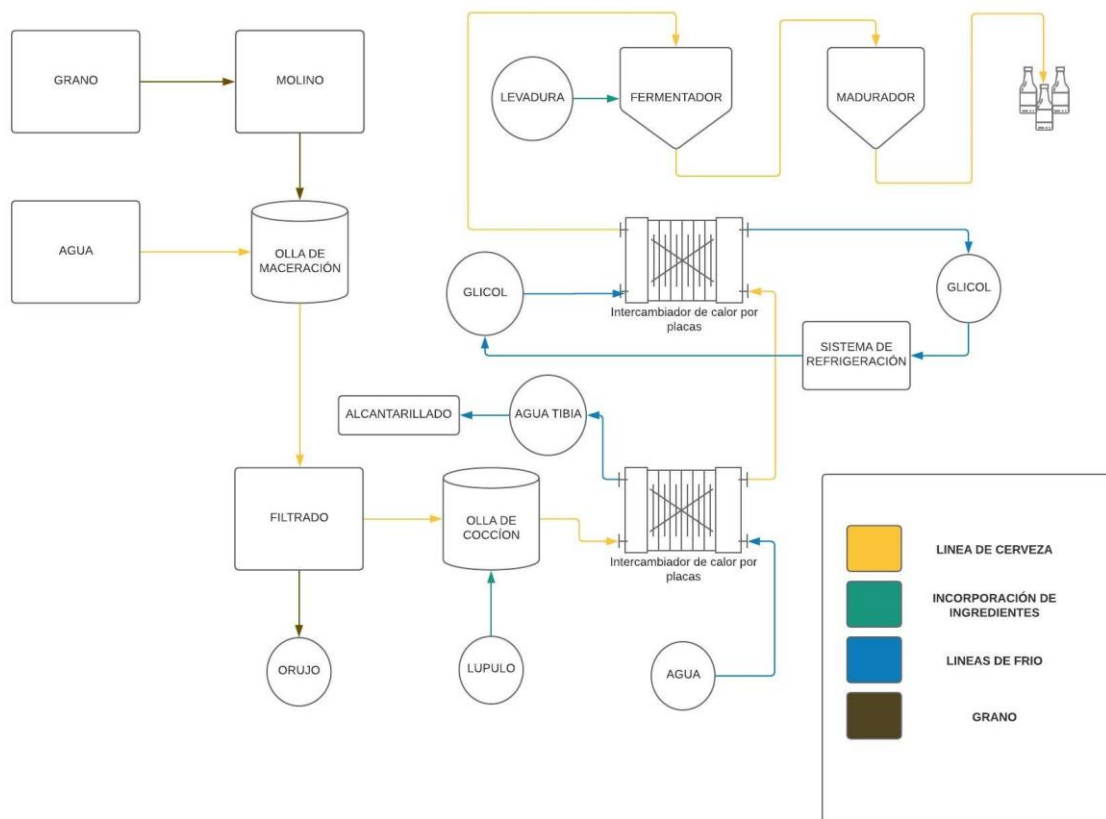 GRANO
MOLINO
LEVADURA
FERMENTADOR
MADURADOR
AGUA
OLLA DE
MACERACIÓN
GLICOL
Intercambiador de calor por
placas
GLICOL
SISTEMA DE
REFRIGERACIÓN
ALCANTARILLADO
AGUA TIBIA
FILTRADO
OLLA DE
COCCÍON
Intercambiador de calor por
placas
ORUJO
LUPULO
AGUA
LINEA DE CERVEZA
INCORPORACIÓN DE
INGREDIENTES
LINEAS DE FRIO
GRANO